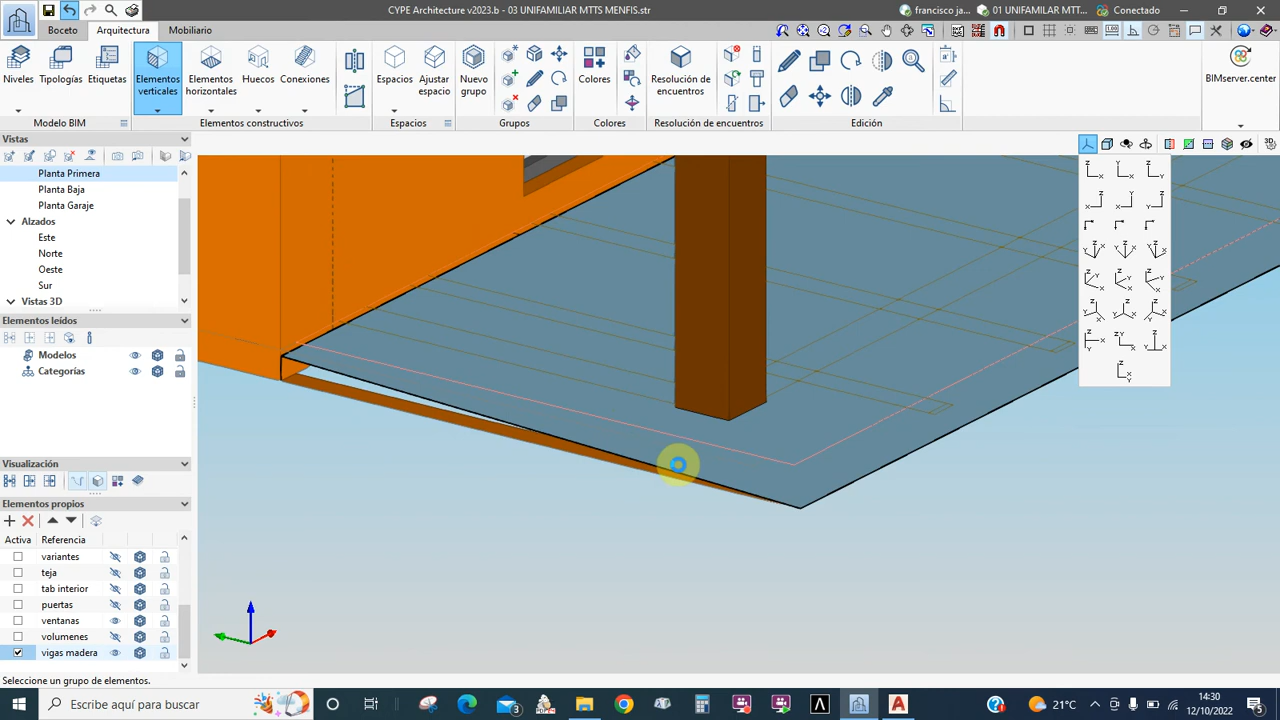 CYPE Architecture v2023.b - 03 UNIFAMILIAR MTTS MENFIS.str
francisco ja...
01 UNIFAMILAR MTT...
Conectado
Boceto
Arquitectura
Mobiliario
Niveles
Tipologías
Etiquetas
Elementos verticales
Elementos horizontales
Huecos
Conexiones
Espacios
Ajustar espacio
Nuevo grupo
Colores
Resolución de encuentros
BIMserver.center
Modelo BIM
Elementos constructivos
Espacios
Grupos
Colores
Resolución de encuentros
Edición
Vistas
Planta Primera
Planta Baja
Planta Garaje
Alzados
Este
Norte
Oeste
Sur
Vistas 3D
Elementos leídos
Modelos
Categorías
Visualización
Elementos propios
Activa Referencia
variantes
teja
tab interior
puertas
ventanas
volumenes
vigas madera
Seleccione un grupo de elementos.
Escribe aquí para buscar
21°C
14:30
12/10/2022